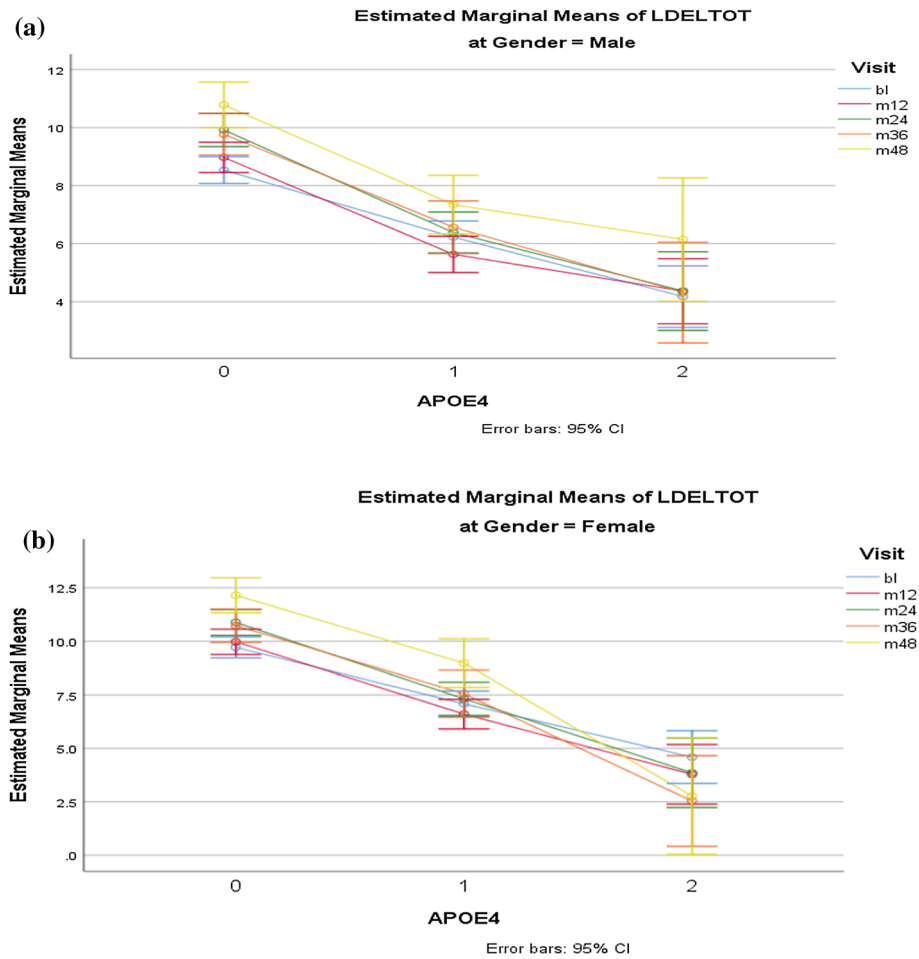 (a)
Estimated Marginal Means of LDELTOT
at Gender = Male
Visit
bl
m12
m24
m36
m48
Estimated Marginal Means
12
10
8
6
4
0
1
2
APOE4
Error bars: 95% CI
(b)
Estimated Marginal Means of LDELTOT
at Gender = Female
Visit
bl
m12
m24
m36
m48
Estimated Marginal Means
12.5
10.0
7.5
5.0
2.5
.0
0
1
2
APOE4
Error bars: 95% CI